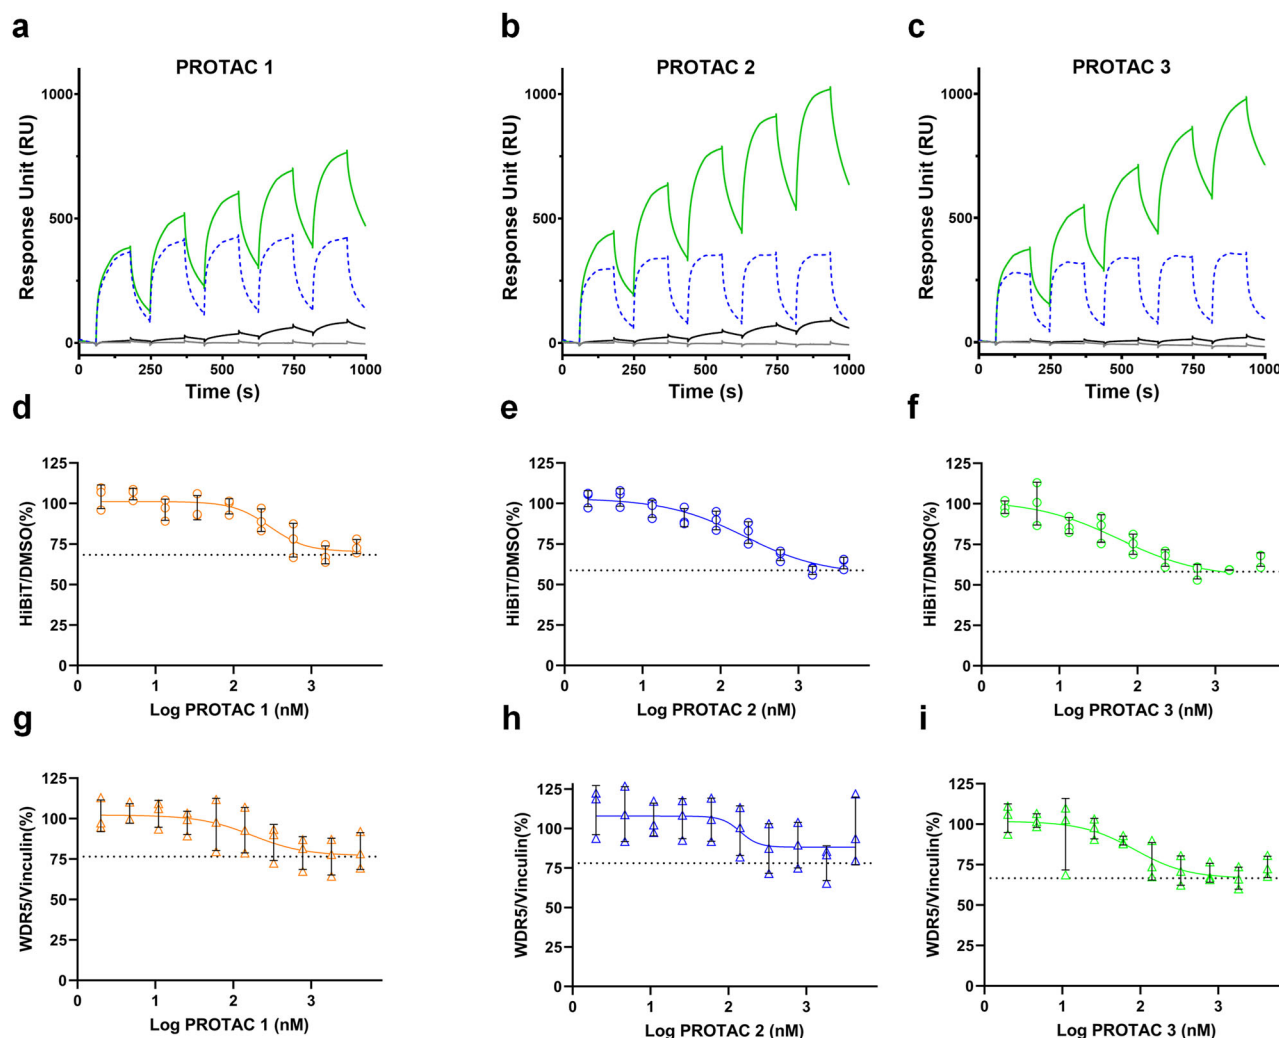 a
b
c
PROTAC 1
PROTAC 2
PROTAC 3
Response Unit (RU)
1000
500
0
0 250 500 750 1000
Time (s)
Response Unit (RU)
1000
500
0
0 250 500 750 1000
Time (s)
Response Unit (RU)
1000
500
0
0 250 500 750 1000
Time (s)
d
e
f
HiBiT/DMSO(%)
125
100
75
50
25
0
0 1 2 3
Log PROTAC 1 (nM)
HiBiT/DMSO(%)
125
100
75
50
25
0
0 1 2 3
Log PROTAC 2 (nM)
HiBiT/DMSO(%)
125
100
75
50
25
0
0 1 2 3
Log PROTAC 3 (nM)
g
h
i
WDR5/Vinculin(%)
125
100
75
50
25
0
0 1 2 3
Log PROTAC 1 (nM)
WDR5/Vinculin(%)
125
100
75
50
25
0
0 1 2 3
Log PROTAC 2 (nM)
WDR5/Vinculin(%)
125
100
75
50
25
0
0 1 2 3
Log PROTAC 3 (nM)